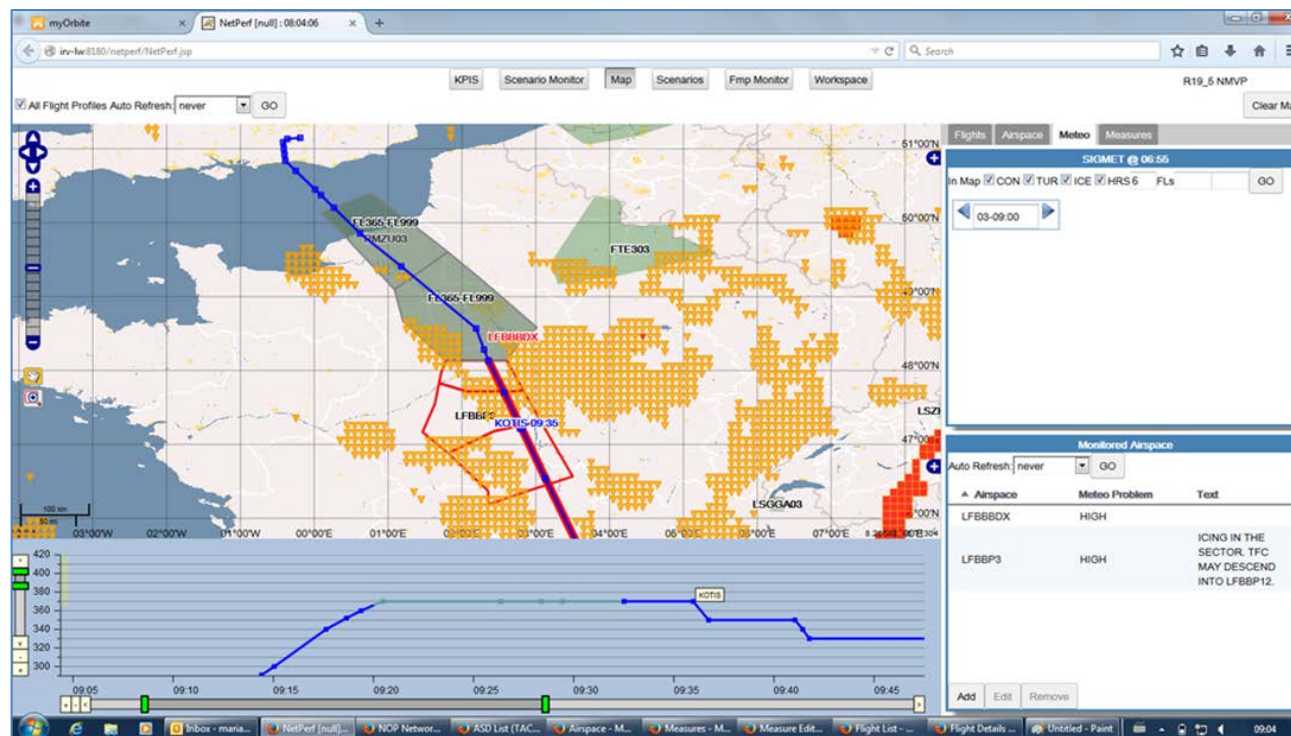 myOrbite
NetPerf [null] : 08:04:06
irv-lw:8180/netperf/NetPerf.jsp
Search
KPIS Scenario Monitor Map Scenarios Fmp Monitor Workspace
R19_5 NMVP
All Flight Profiles Auto Refresh: never GO
Clear Ma
Flights Airspace Meteo Measures
SIGMET @ 06:55
In Map CON TUR ICE HRS 6 FLs GO
03-09:00
51°00'N
50°00'N
49°00'N
48°00'N
47°00'N
FL365-FL999
RMZU03
FTE303
FL365-FL999
LFBBBDX
LFBBP3
KOTIS-09:35
LSGGA03
100 km
03°00'W 02°00'W 01°00'W 00°00'E 01°00'E 03°00'E 04°00'E 05°00'E 06°00'E 07°00'E
Monitored Airspace
Auto Refresh: never GO
Airspace Meteo Problem Text
LFBBBDX HIGH
LFBBP3 HIGH ICING IN THE
SECTOR. TFC
MAY DESCEND
INTO LFBBP12.
Add Edit Remove
420
400
380
360
340
320
300
KOTIS
09:05 09:10 09:15 09:20 09:25 09:30 09:35 09:40 09:45
Inbox - maria... NetPerf [null]... NOP Networ... ASD List (TAC... Airspace - M... Measures - M... Measure Edit... Flight List - ... Flight Details ... Untitled - Paint 09:04